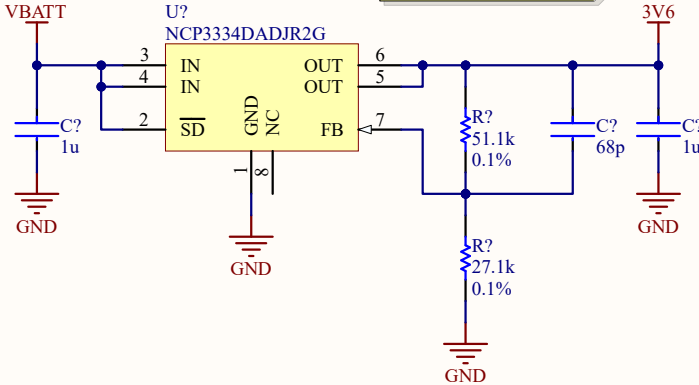 VBATT
U?
3V6
NCP3334DADJR2G
3 IN OUT 6
4 IN OUT 5
2 SD GND NC FB 7
1 8
C?
1u
R?
51.1k
0.1%
C?
68p
C?
1u
GND
GND
GND
R?
27.1k
0.1%
GND